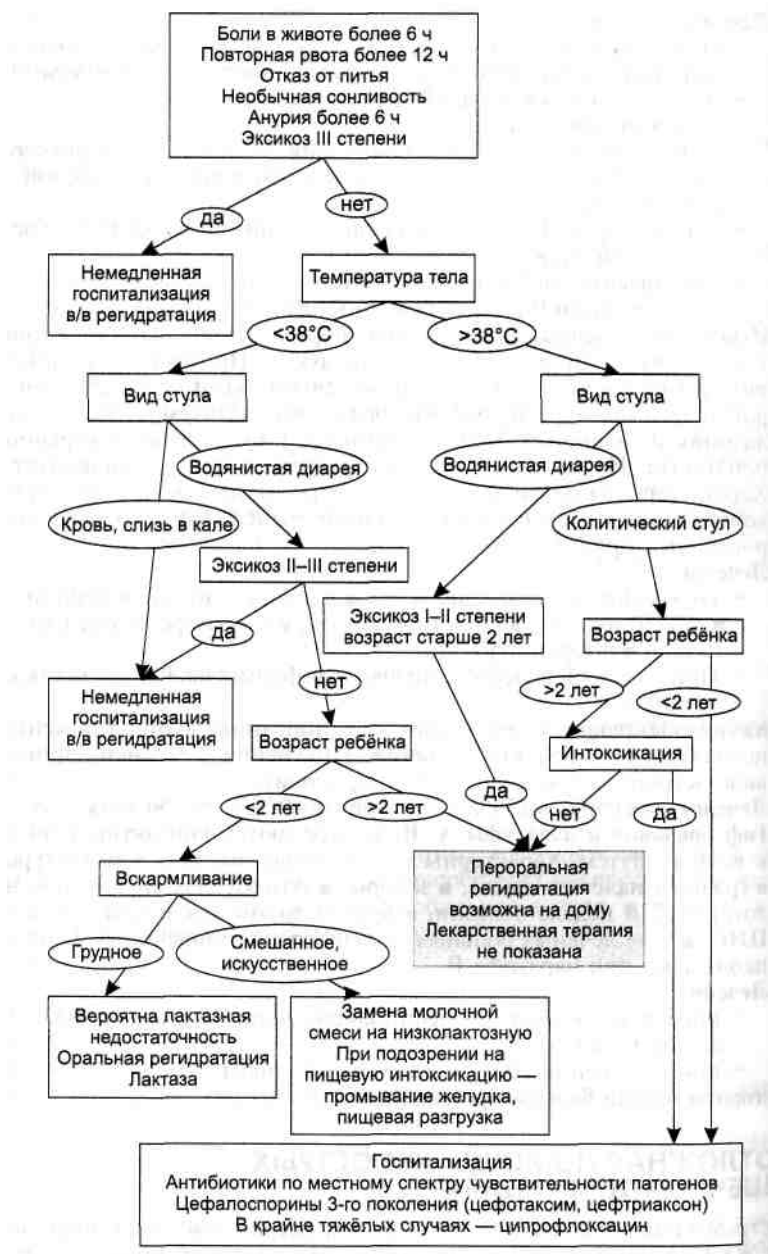 Боли в животе более 6 ч
Повторная рвота более 12 ч
Отказ от питья
Необычная сонливость
Анурия более 6 ч
Эксикоз III степени
да
нет
Немедленная
госпитализация
в/в регидратация
Температура тела
<38°C
>38°C
Вид стула
Вид стула
Водянистая диарея
Водянистая диарея
Кровь, слизь в кале
Колитический стул
Эксикоз II–III степени
Эксикоз I–II степени
возраст старше 2 лет
Возраст ребёнка
да
нет
>2 лет
<2 лет
Немедленная
госпитализация
в/в регидратация
Возраст ребёнка
Интоксикация
<2 лет
>2 лет
да
нет
да
Вскармливание
Пероральная
регидратация
возможна на дому
Лекарственная терапия
не показана
Грудное
Смешанное,
искусственное
Вероятна лактазная
недостаточность
Оральная регидратация
Лактаза
Замена молочной
смеси на низколактозную
При подозрении на
пищевую интоксикацию —
промывание желудка,
пищевая разгрузка
Госпитализация
Антибиотики по местному спектру чувствительности патогенов
Цефалоспорины 3-го поколения (цефотаксим, цефтриаксон)
В крайне тяжёлых случаях — ципрофлоксацин